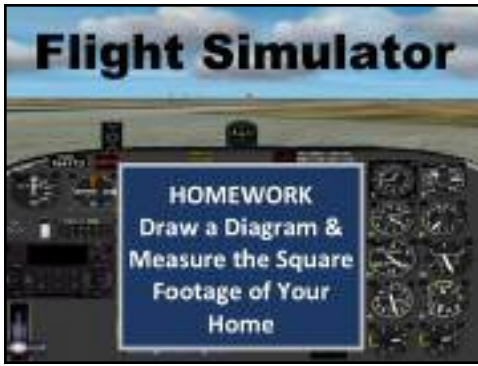 Flight Simulator
HOMEWORK
Draw a Diagram &
Measure the Square
Footage of Your
Home